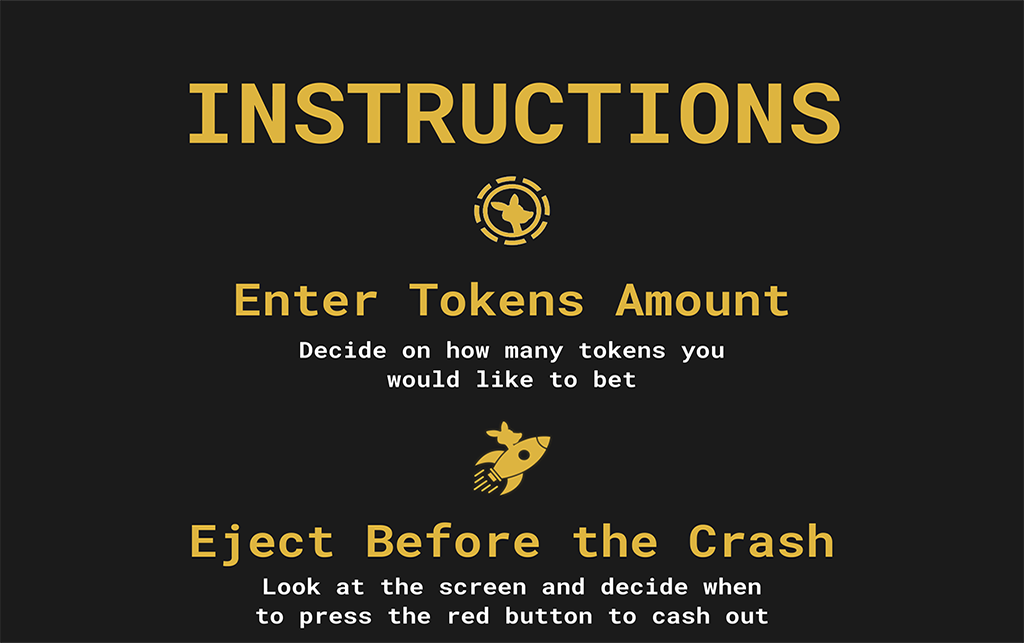 INSTRUCTIONS
Enter Tokens Amount
Decide on how many tokens you
would like to bet
Eject Before the Crash
Look at the screen and decide when
to press the red button to cash out